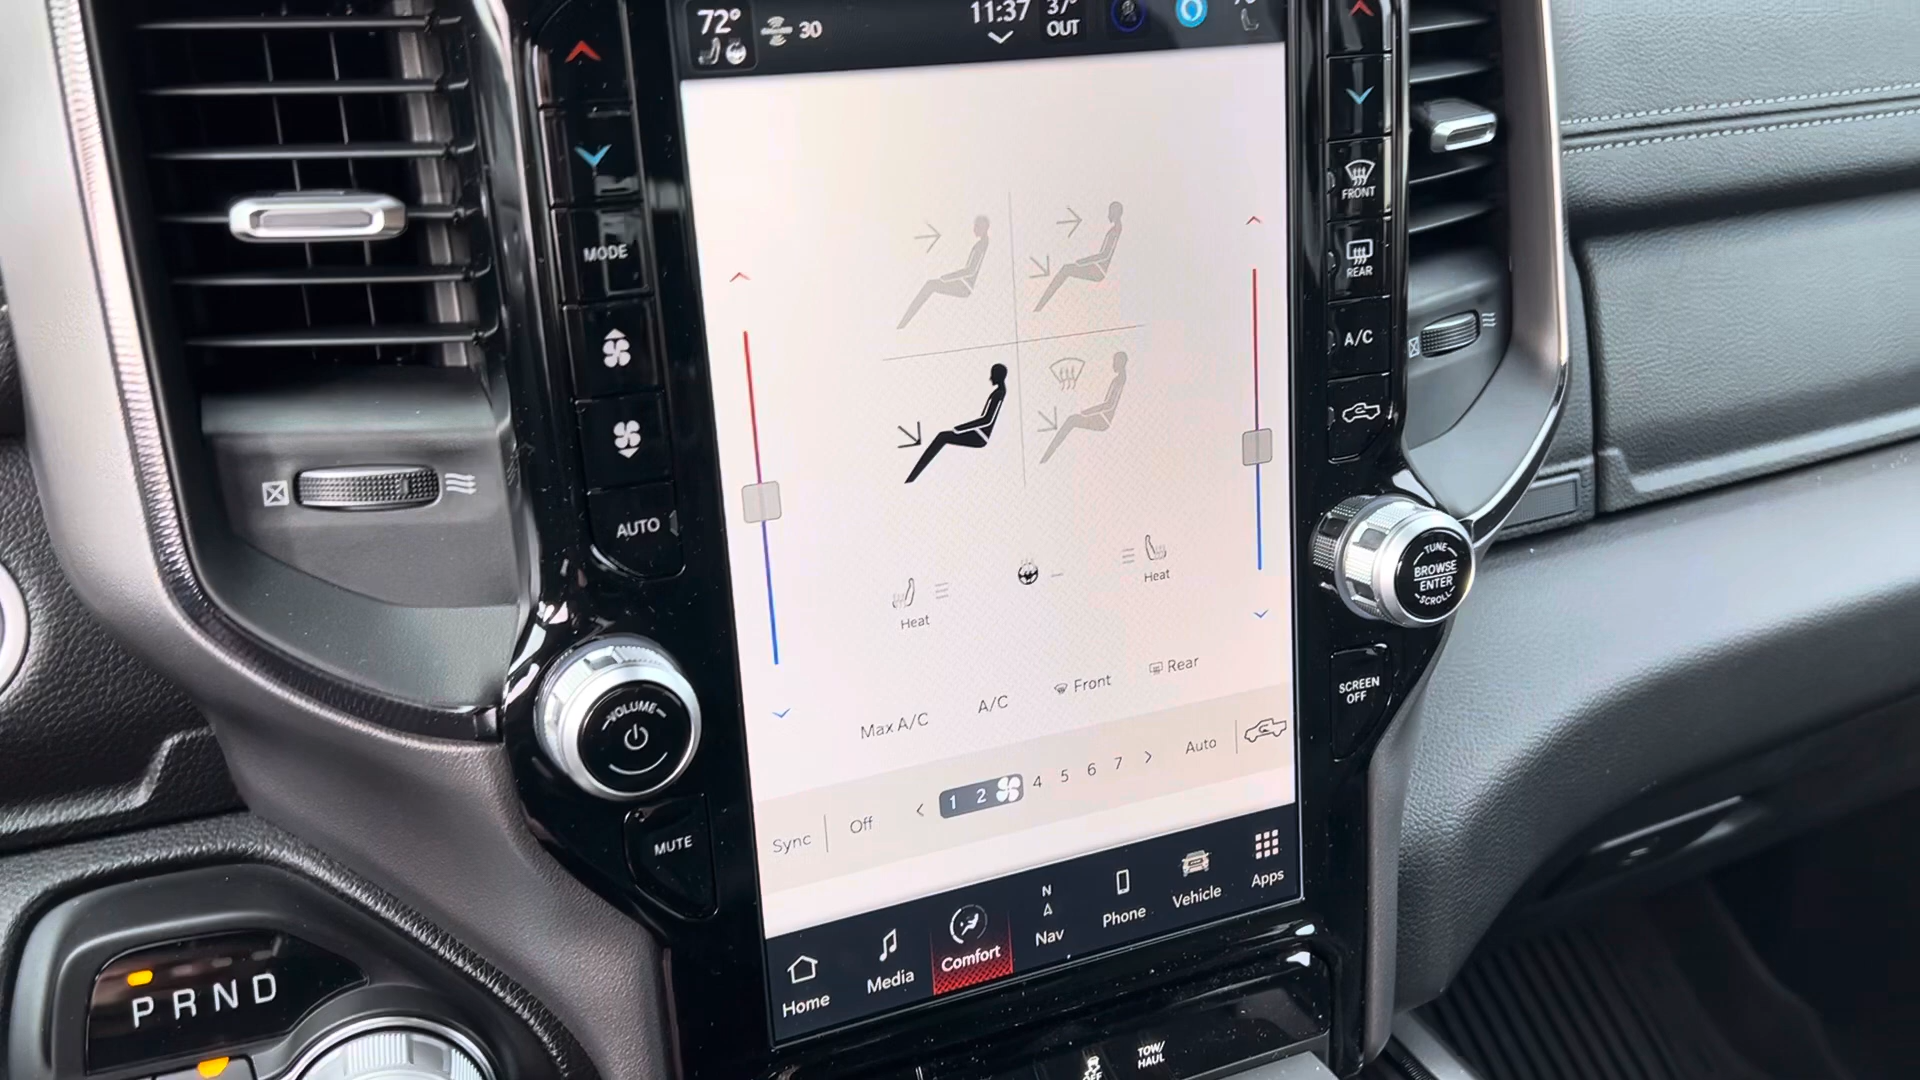 72° 30 11:37 37°
OUT
MODE
AUTO
VOLUME
MUTE
FRONT
REAR
A/C
TUNE
BROWSE
ENTER
SCROLL
SCREEN
OFF
Heat
Heat
Max A/C A/C Front Rear
Sync Off < 1 2 4 5 6 7 > Auto
Home Media Comfort Nav Phone Vehicle Apps
N
P R N D
OFF
TOW/
HAUL